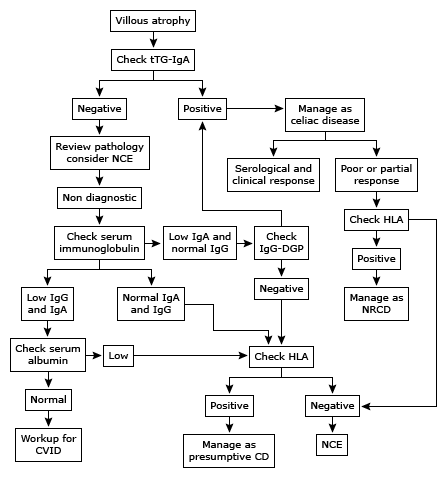 Villous atrophy
Check tTG-IgA
Negative
Positive
Manage as
celiac disease
Review pathology
consider NCE
Serological and
clinical response
Poor or partial
response
Non diagnostic
Check HLA
Check serum
immunoglobulin
Low IgA and
normal IgG
Check
IgG-DGP
Positive
Negative
Manage as
NRCD
Low IgG
and IgA
Normal IgA
and IgG
Check serum
albumin
Low
Check HLA
Normal
Positive
Negative
Workup for
CVID
Manage as
presumptive CD
NCE